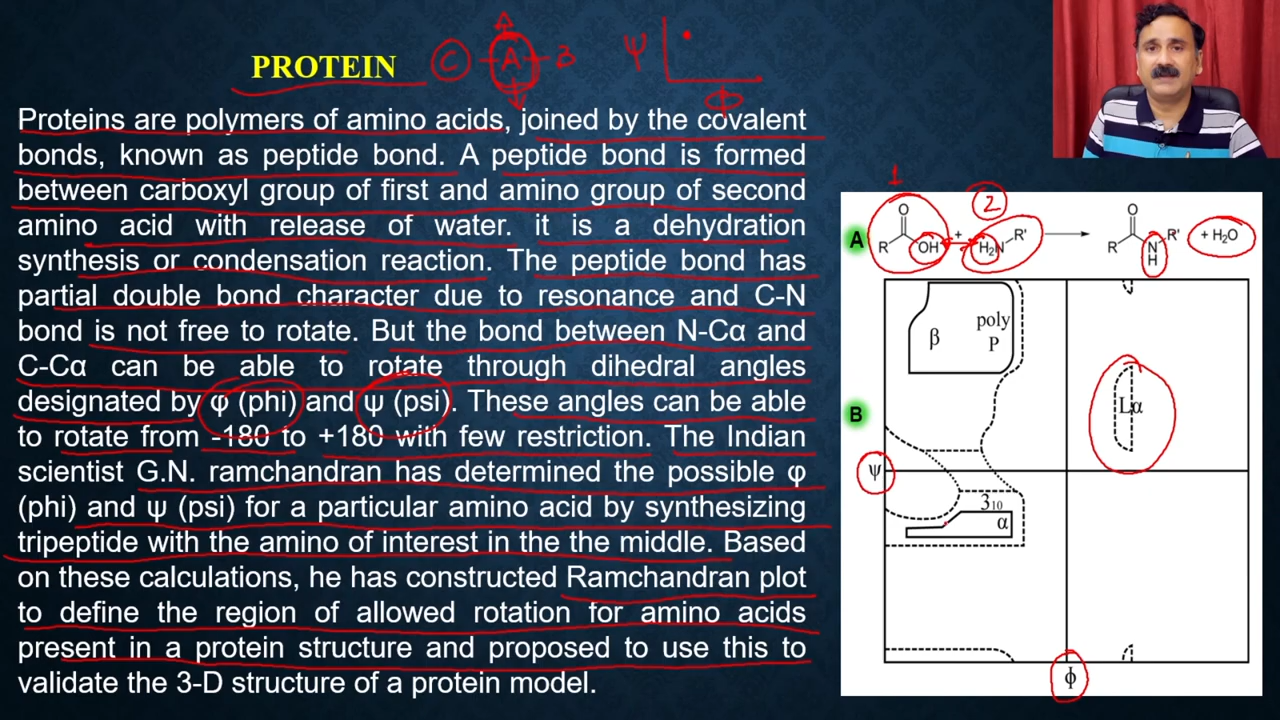 PROTEIN
C A B
ψ
ϕ
Proteins are polymers of amino acids, joined by the covalent
bonds, known as peptide bond. A peptide bond is formed
between carboxyl group of first and amino group of second
amino acid with release of water. it is a dehydration
synthesis or condensation reaction. The peptide bond has
partial double bond character due to resonance and C-N
bond is not free to rotate. But the bond between N-Cα and
C-Cα can be able to rotate through dihedral angles
designated by φ (phi) and ψ (psi). These angles can be able
to rotate from -180 to +180 with few restriction. The Indian
scientist G.N. ramchandran has determined the possible φ
(phi) and ψ (psi) for a particular amino acid by synthesizing
tripeptide with the amino of interest in the the middle. Based
on these calculations, he has constructed Ramchandran plot
to define the region of allowed rotation for amino acids
present in a protein structure and proposed to use this to
validate the 3-D structure of a protein model.
1
2
A
O
R OH + H₂N R'
O
R N H R' + H₂O
B
β
poly
P
Lα
ψ
3₁₀
α
ϕ